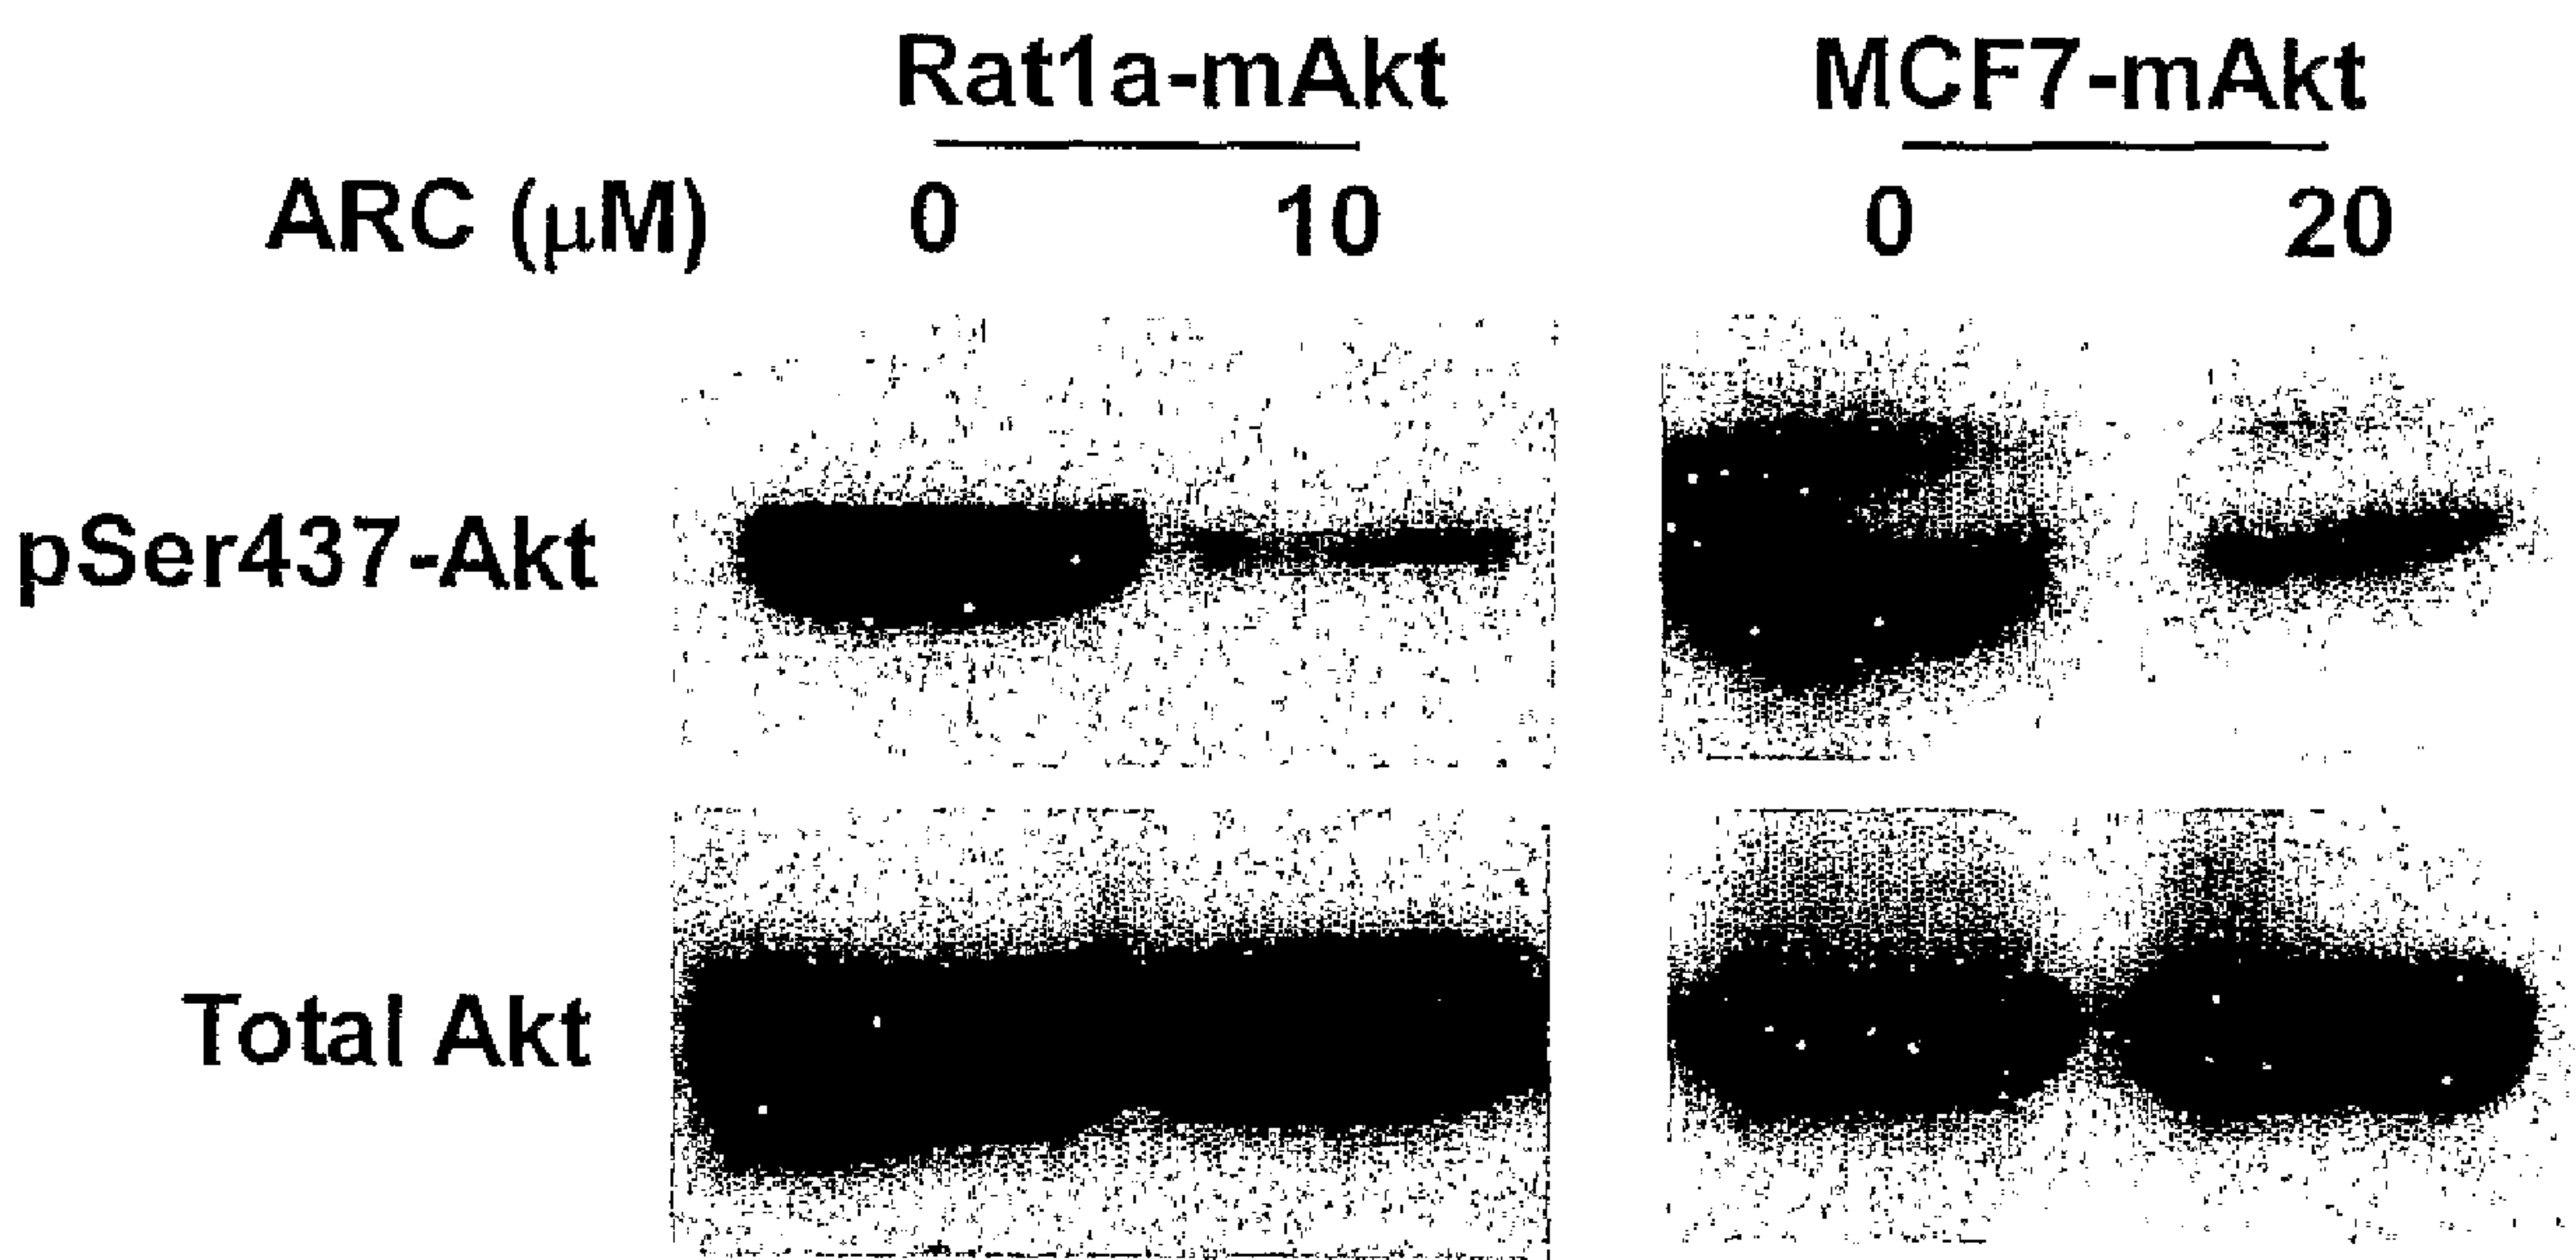 Rat1a-mAkt MCF7-mAkt
ARC (μM) 0 10 0 20
pSer437-Akt
Total Akt